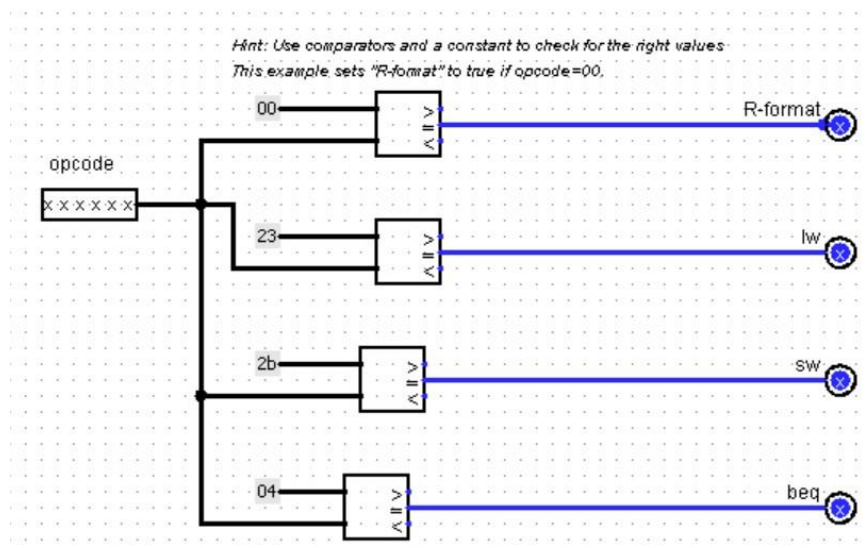 Hint: Use comparators and a constant to check for the right values
This example sets "R-format" to true if opcode=00.
00
>
=
<
R-format
x
opcode
x x x x x x
23
>
=
<
lw
x
2b
>
=
<
sw
x
04
>
=
<
beq
x